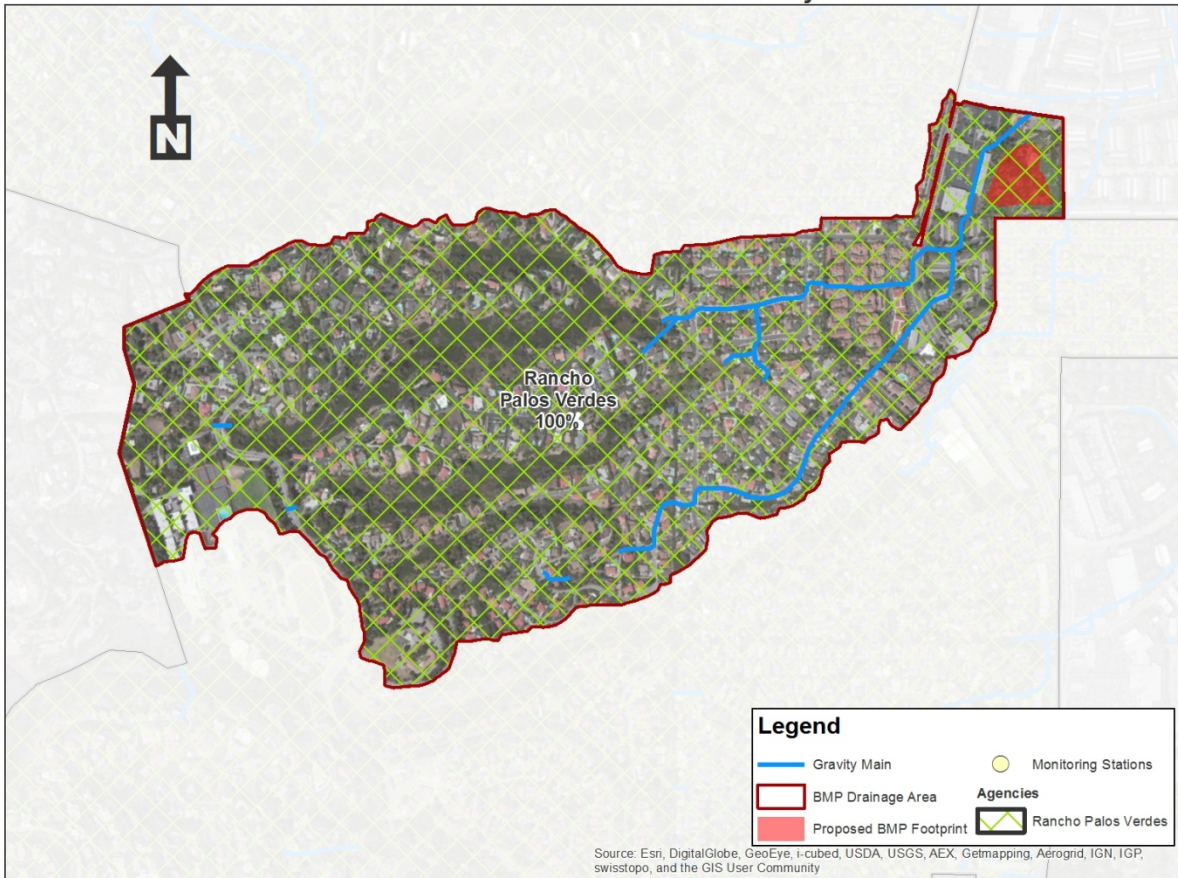 N
Rancho
Palos Verdes
100%
Legend
Gravity Main
Monitoring Stations
BMP Drainage Area
Agencies
Proposed BMP Footprint
Rancho Palos Verdes
Source: Esri, DigitalGlobe, GeoEye, i-cubed, USDA, USGS, AEX, Getmapping, Aerogrid, IGN, IGP,
swisstopo, and the GIS User Community